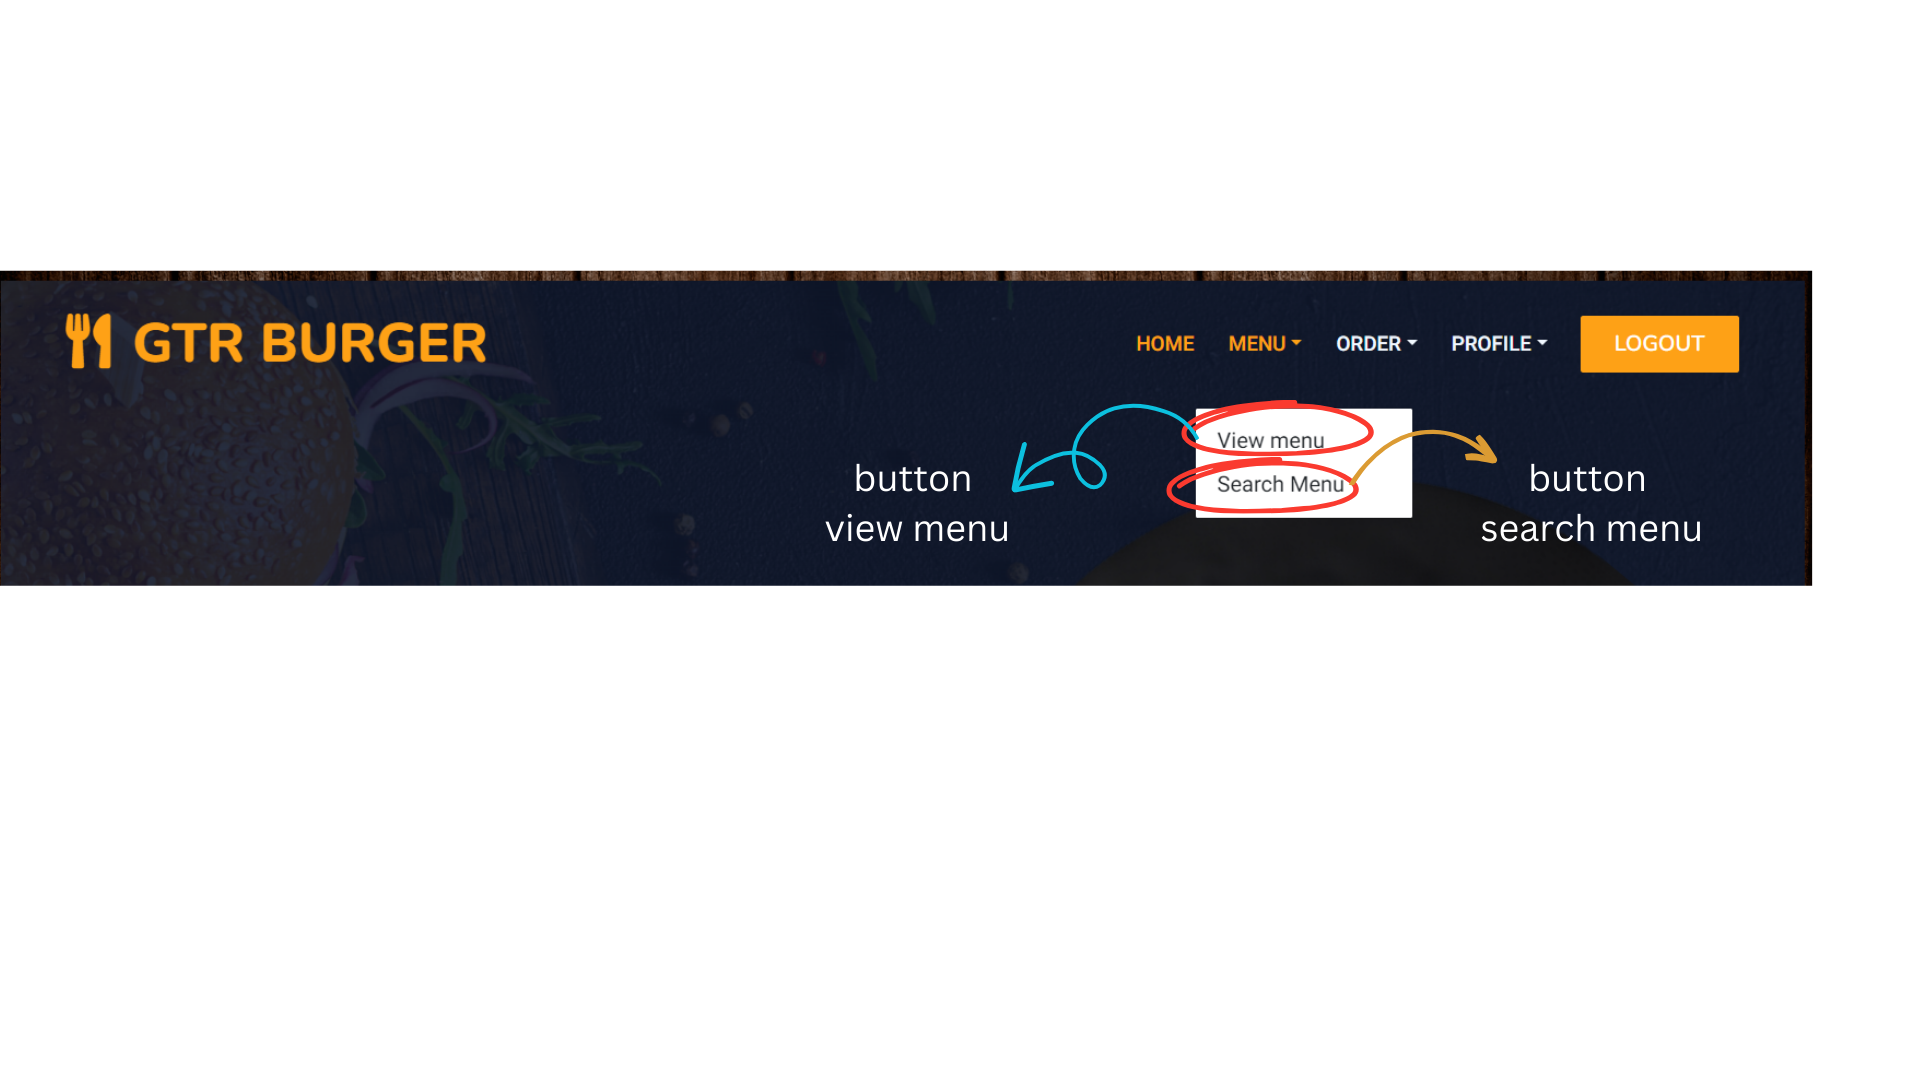 GTR BURGER
HOME MENU ORDER PROFILE LOGOUT
View menu
Search Menu
button
view menu
button
search menu